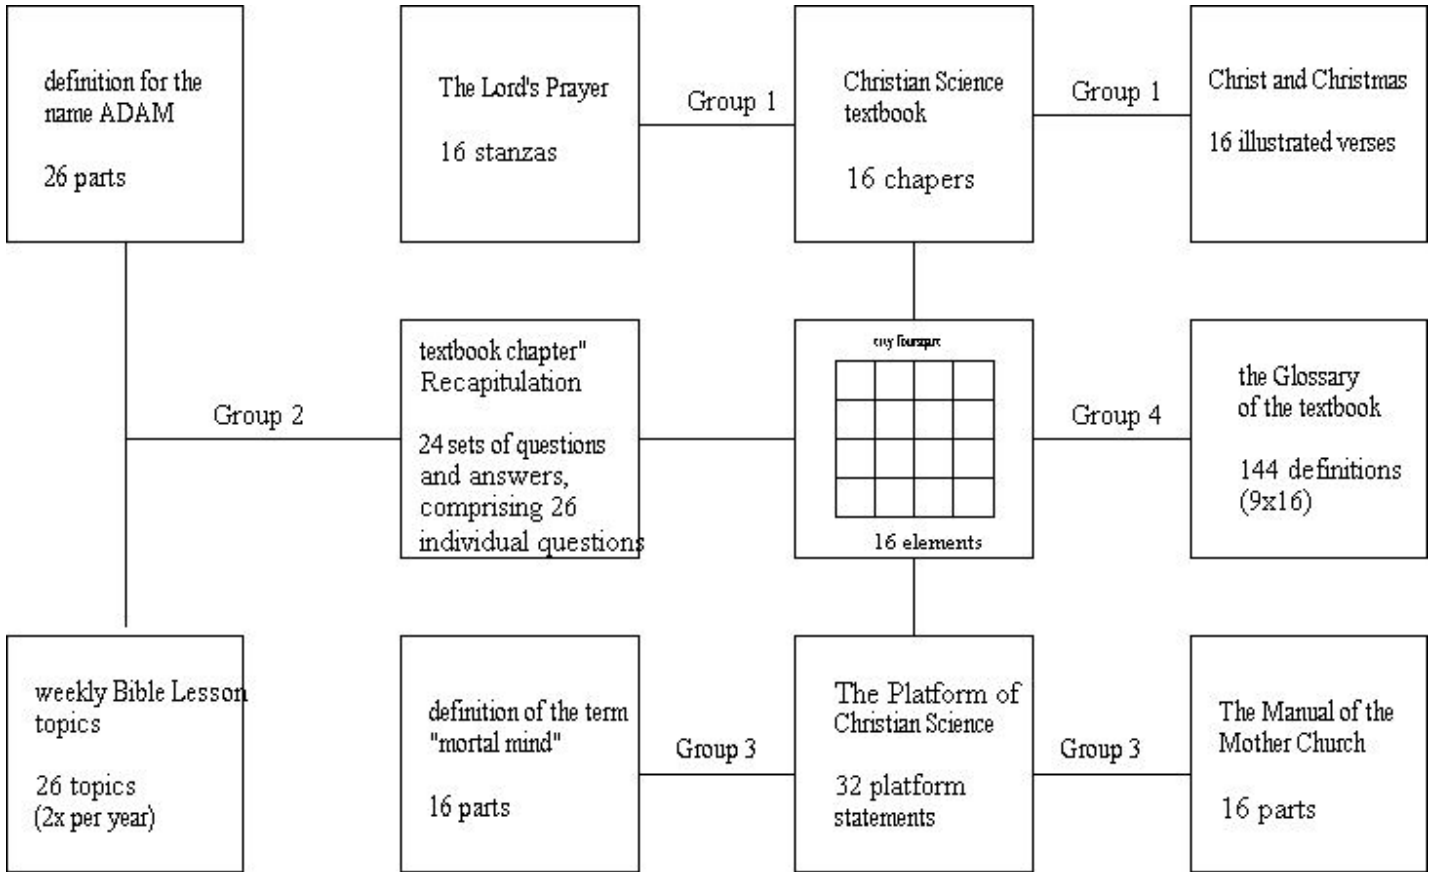 definition for the
name ADAM
26 parts
The Lord's Prayer
16 stanzas
Group 1
Christian Science
textbook
16 chapers
Group 1
Christ and Christmas
16 illustrated verses
Group 2
textbook chapter"
Recapitulation
24 sets of questions
and answers,
comprising 26
individual questions
city foursquare
16 elements
Group 4
the Glossary
of the textbook
144 definitions
(9x16)
weekly Bible Lesson
topics
26 topics
(2x per year)
definition of the term
"mortal mind"
16 parts
Group 3
The Platform of
Christian Science
32 platform
statements
Group 3
The Manual of the
Mother Church
16 parts